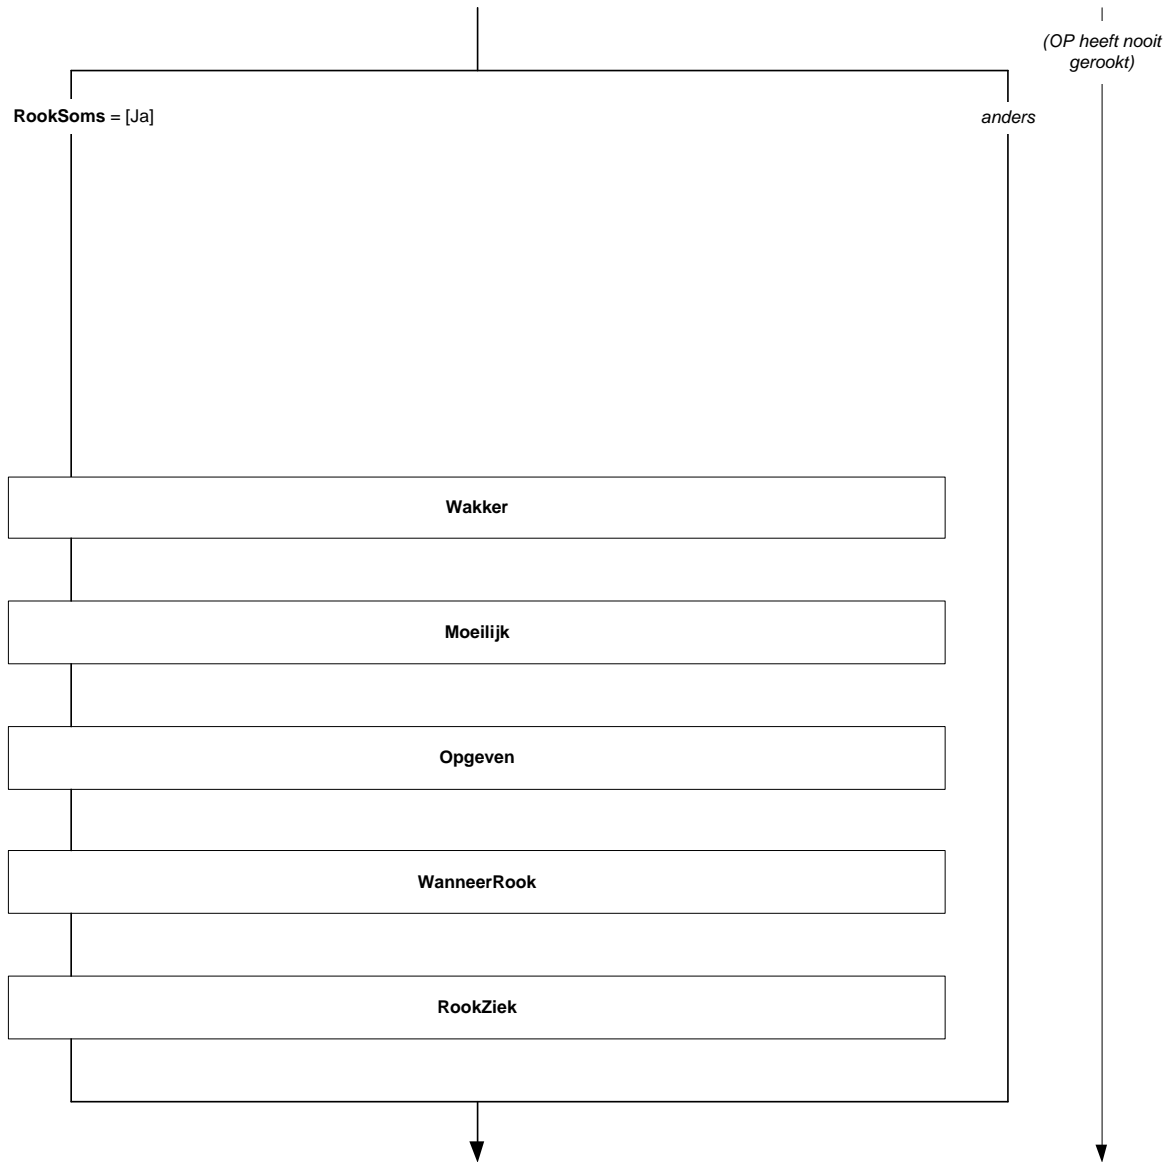 (OP heeft nooit
gerookt)
RookSoms = [Ja]
anders
Wakker
Moeilijk
Opgeven
WanneerRook
RookZiek